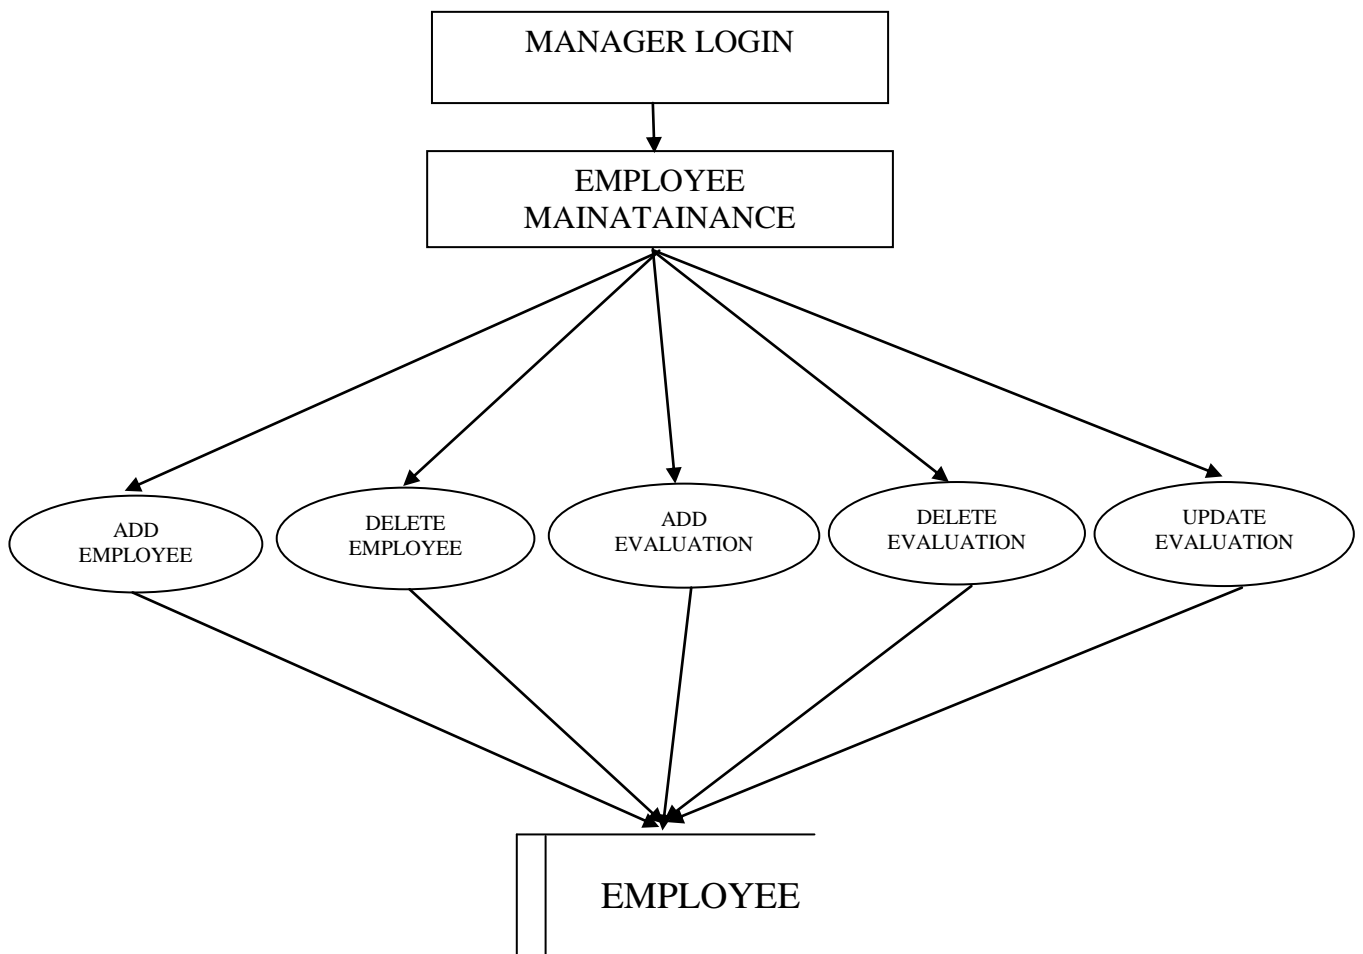 MANAGER LOGIN
EMPLOYEE
MAINATAINANCE
ADD
EMPLOYEE
DELETE
EMPLOYEE
ADD
EVALUATION
DELETE
EVALUATION
UPDATE
EVALUATION
EMPLOYEE